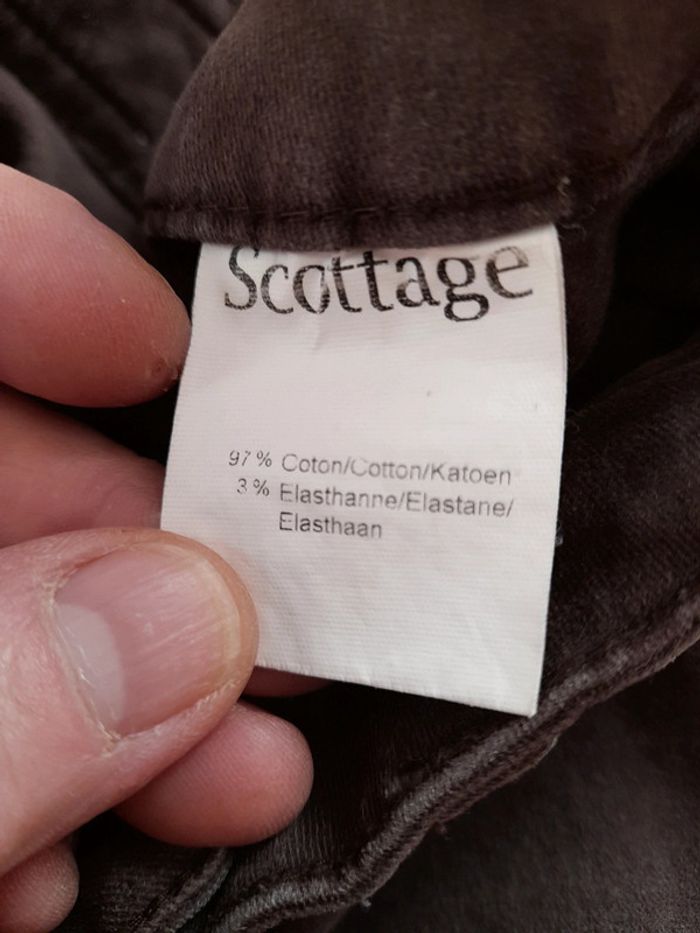 Scottage
97 % Coton/Cotton/Katoen
3 % Elasthanne/Elastane/
Elasthaan